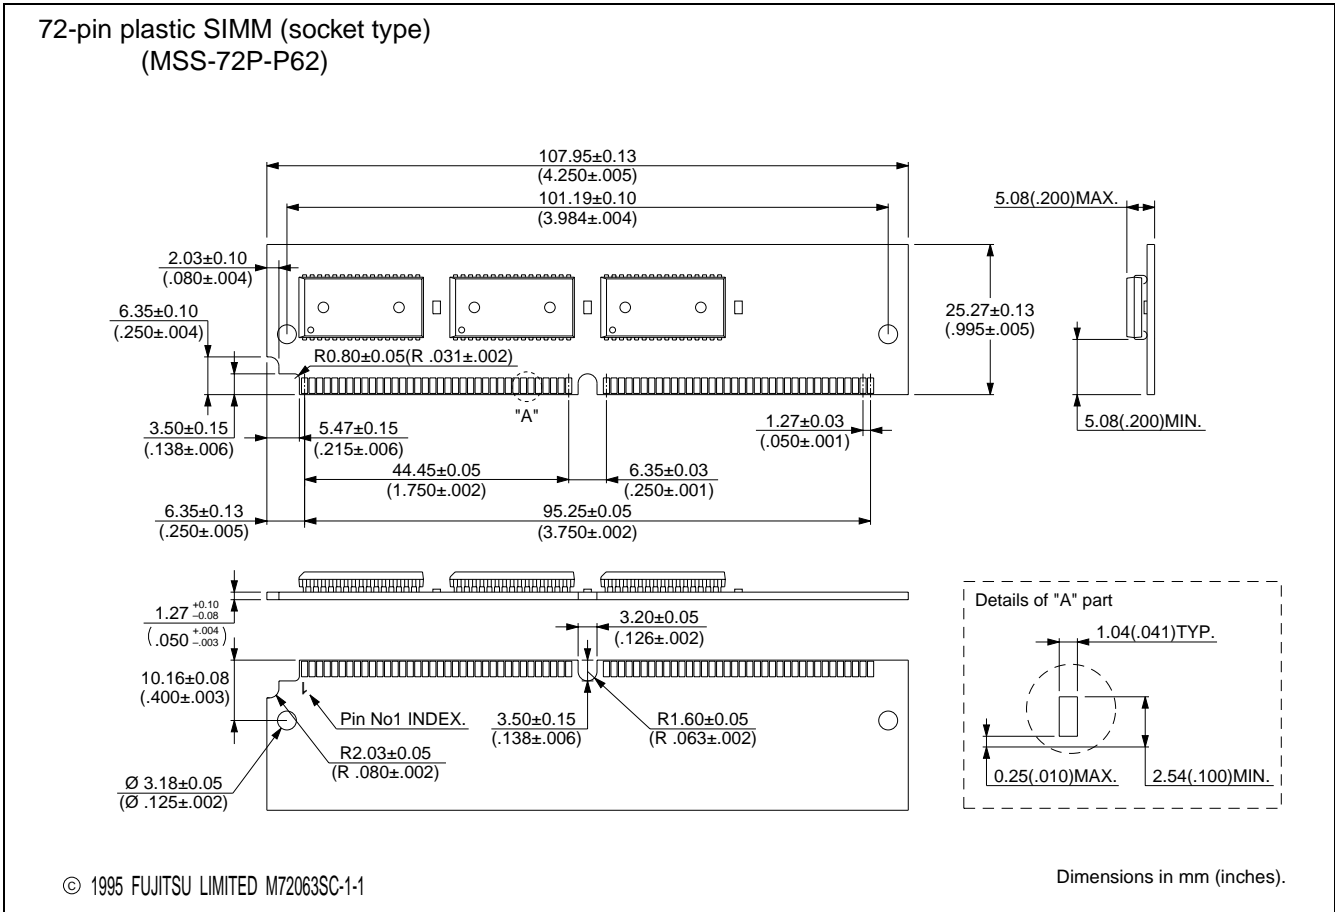 72-pin plastic SIMM (socket type)
(MSS-72P-P62)
107.95±0.13
(4.250±.005)
101.19±0.10
(3.984±.004)
5.08(.200)MAX.
2.03±0.10
(.080±.004)
6.35±0.10
(.250±.004)
25.27±0.13
(.995±.005)
R0.80±0.05(R .031±.002)
"A"
3.50±0.15
(.138±.006)
5.47±0.15
(.215±.006)
1.27±0.03
(.050±.001)
5.08(.200)MIN.
44.45±0.05
(1.750±.002)
6.35±0.03
(.250±.001)
6.35±0.13
(.250±.005)
95.25±0.05
(3.750±.002)
1.27 +0.10 –0.08
(.050 +.004 –.003)
3.20±0.05
(.126±.002)
Details of "A" part
1.04(.041)TYP.
10.16±0.08
(.400±.003)
1
Pin No1 INDEX.
3.50±0.15
(.138±.006)
R1.60±0.05
(R .063±.002)
R2.03±0.05
(R .080±.002)
Ø 3.18±0.05
(Ø .125±.002)
0.25(.010)MAX.
2.54(.100)MIN.
© 1995 FUJITSU LIMITED M72063SC-1-1
Dimensions in mm (inches).